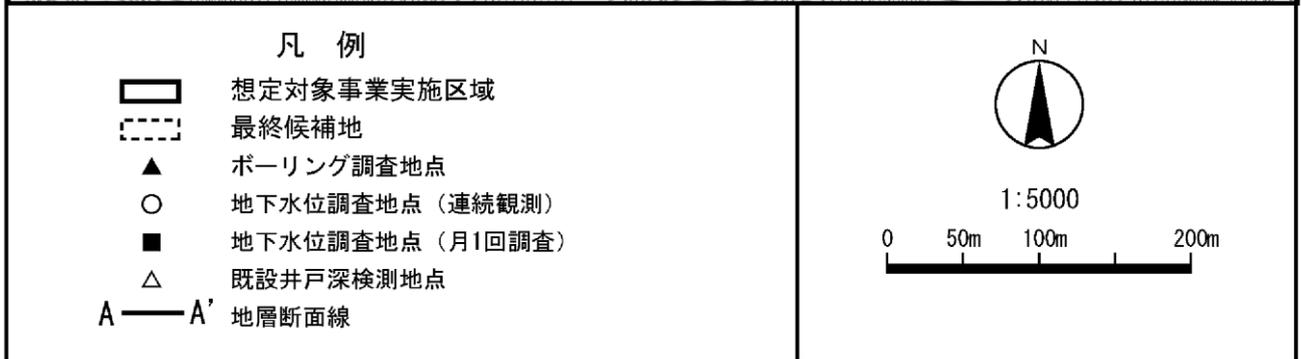 凡 例
想定対象事業実施区域
最終候補地
ボーリング調査地点
地下水位調査地点（連続観測）
地下水位調査地点（月1回調査）
既設井戸深検測地点
A A' 地層断面線
N
1:5000
0 50m 100m 200m